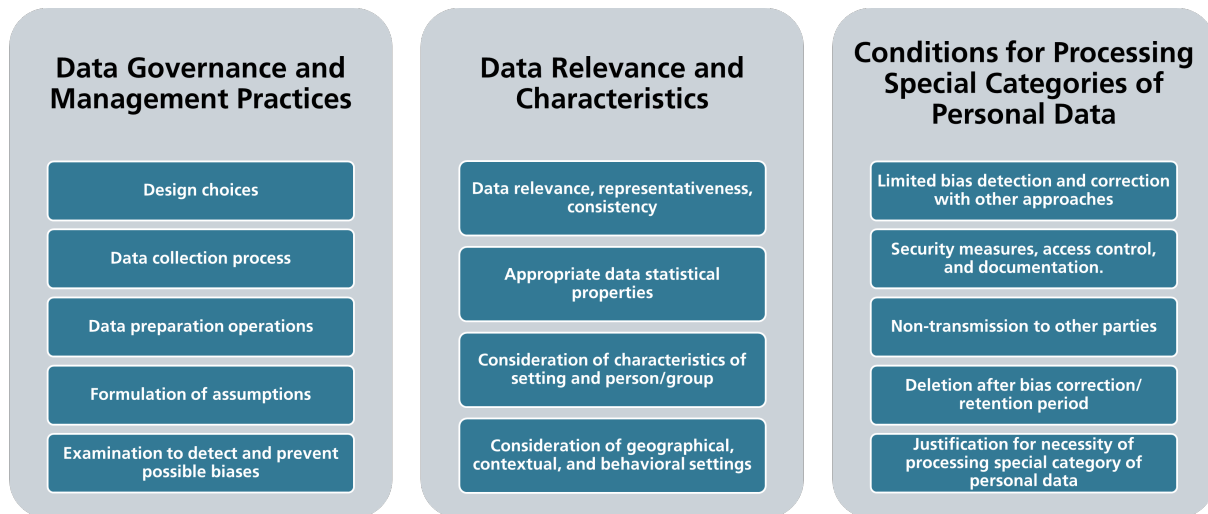 Data Governance and
Management Practices
Design choices
Data collection process
Data preparation operations
Formulation of assumptions
Examination to detect and prevent
possible biases
Data Relevance and
Characteristics
Data relevance, representativeness,
consistency
Appropriate data statistical
properties
Consideration of characteristics of
setting and person/group
Consideration of geographical,
contextual, and behavioral settings
Conditions for Processing
Special Categories of
Personal Data
Limited bias detection and correction
with other approaches
Security measures, access control,
and documentation.
Non-transmission to other parties
Deletion after bias correction/
retention period
Justification for necessity of
processing special category of
personal data